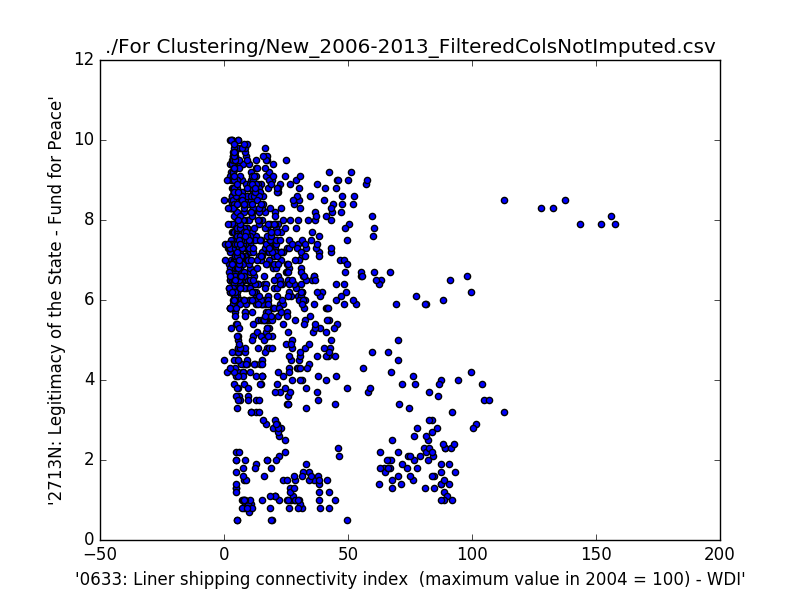 ./For Clustering/New_2006-2013_FilteredColsNotImputed.csv
'2713N: Legitimacy of the State - Fund for Peace'
12
10
8
6
4
2
0
−50 0 50 100 150 200
'0633: Liner shipping connectivity index  (maximum value in 2004 = 100) - WDI'